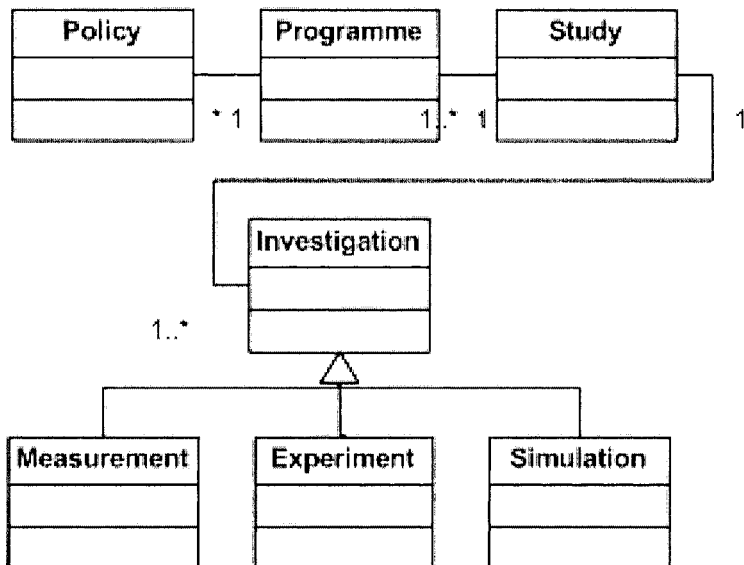 Policy Programme Study
* 1 1..* 1 1
Investigation
1..*
Measurement Experiment Simulation